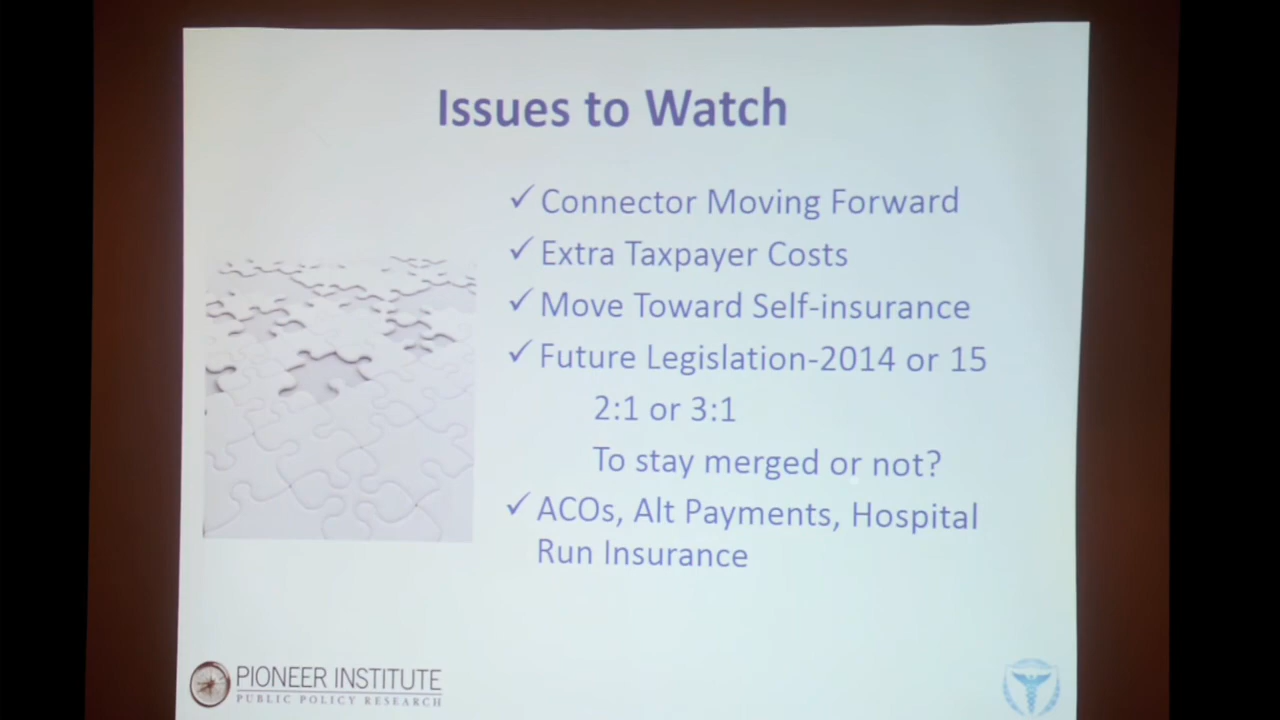 Issues to Watch
✓ Connector Moving Forward
✓ Extra Taxpayer Costs
✓ Move Toward Self-insurance
✓ Future Legislation-2014 or 15
2:1 or 3:1
To stay merged or not?
✓ ACOs, Alt Payments, Hospital
Run Insurance
PIONEER INSTITUTE
PUBLIC POLICY RESEARCH